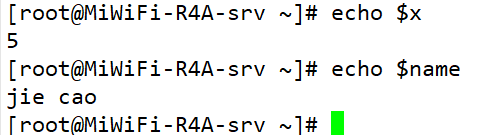 [root@MiWiFi-R4A-srv ~]# echo $x
5
[root@MiWiFi-R4A-srv ~]# echo $name
jie cao
[root@MiWiFi-R4A-srv ~]#